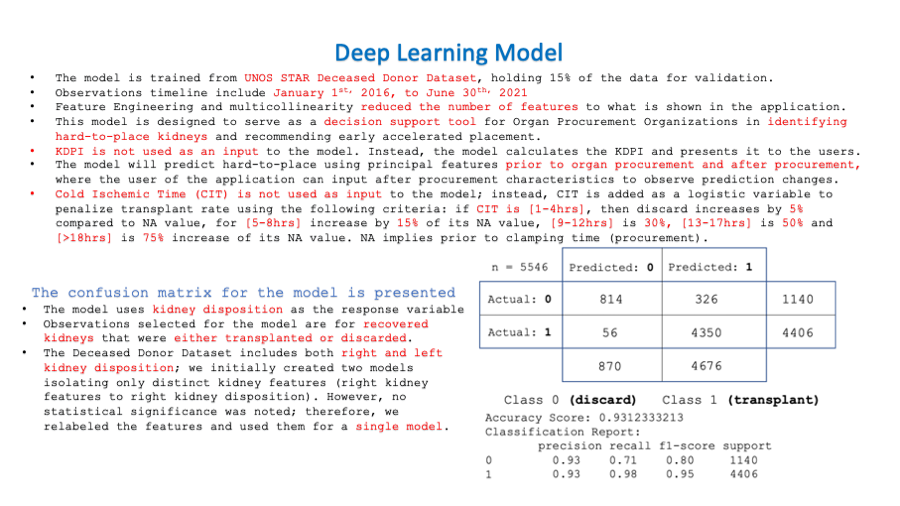 Deep Learning Model
• The model is trained from UNOS STAR Deceased Donor Dataset, holding 15% of the data for validation.
• Observations timeline include January 1st, 2016, to June 30th, 2021
• Feature Engineering and multicollinearity reduced the number of features to what is shown in the application.
• This model is designed to serve as a decision support tool for Organ Procurement Organizations in identifying
hard-to-place kidneys and recommending early accelerated placement.
• KDPI is not used as an input to the model. Instead, the model calculates the KDPI and presents it to the users.
• The model will predict hard-to-place using principal features prior to organ procurement and after procurement,
where the user of the application can input after procurement characteristics to observe prediction changes.
• Cold Ischemic Time (CIT) is not used as input to the model; instead, CIT is added as a logistic variable to
penalize transplant rate using the following criteria: if CIT is [1-4hrs], then discard increases by 5%
compared to NA value, for [5-8hrs] increase by 15% of its NA value, [9-12hrs] is 30%, [13-17hrs] is 50% and
[>18hrs] is 75% increase of its NA value. NA implies prior to clamping time (procurement).
The confusion matrix for the model is presented
• The model uses kidney disposition as the response variable
• Observations selected for the model are for recovered
kidneys that were either transplanted or discarded.
• The Deceased Donor Dataset includes both right and left
kidney disposition; we initially created two models
isolating only distinct kidney features (right kidney
features to right kidney disposition). However, no
statistical significance was noted; therefore, we
relabeled the features and used them for a single model.
n = 5546 Predicted: 0 Predicted: 1
Actual: 0 814 326 1140
Actual: 1 56 4350 4406
870 4676
Class 0 (discard) Class 1 (transplant)
Accuracy Score: 0.9312333213
Classification Report:
precision recall f1-score support
0 0.93 0.71 0.80 1140
1 0.93 0.98 0.95 4406